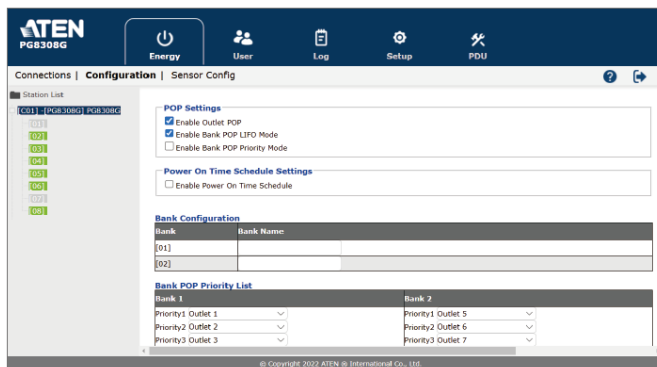 ATEN
PG8308G
Energy
User
Log
Setup
PDU
Connections | Configuration | Sensor Config
Station List
[C01] -[PG8308G] PG8308G
[01]
[02]
[03]
[04]
[05]
[06]
[07]
[08]
POP Settings
Enable Outlet POP
Enable Bank POP LIFO Mode
Enable Bank POP Priority Mode
Power On Time Schedule Settings
Enable Power On Time Schedule
Bank Configuration
Bank Bank Name
[01]
[02]
Bank POP Priority List
Bank 1 Bank 2
Priority1 Outlet 1 Priority1 Outlet 5
Priority2 Outlet 2 Priority2 Outlet 6
Priority3 Outlet 3 Priority3 Outlet 7
© Copyright 2022 ATEN ® International Co., Ltd.